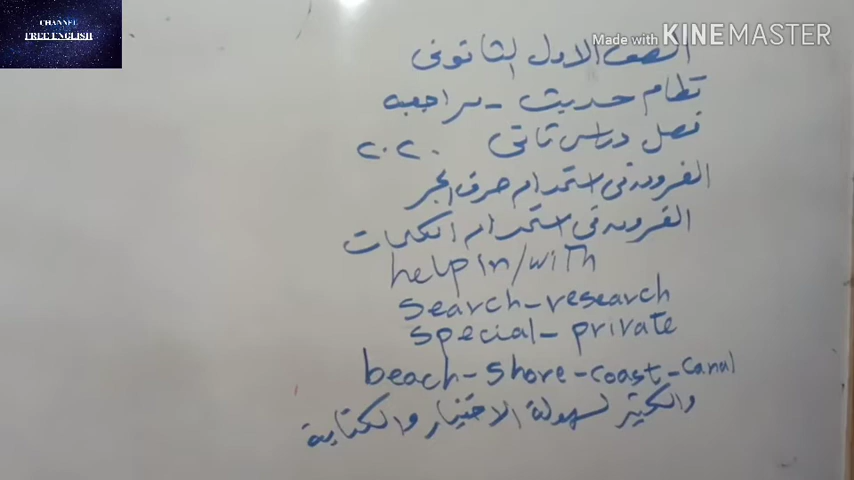 CHANNEL
FREE ENGLISH
Made with KINEMASTER
الصف الاول الثانوى
نظام حديث - مراجعه
فصل دراسى ثانى ٢٠٢٠
الفروق فى استخدام حرف الجر
الفروق فى استخدام الكلمات
help in/with
search-research
special- private
beach-shore-coast-canal
والكثير لسهولة الاختيار والكتابة